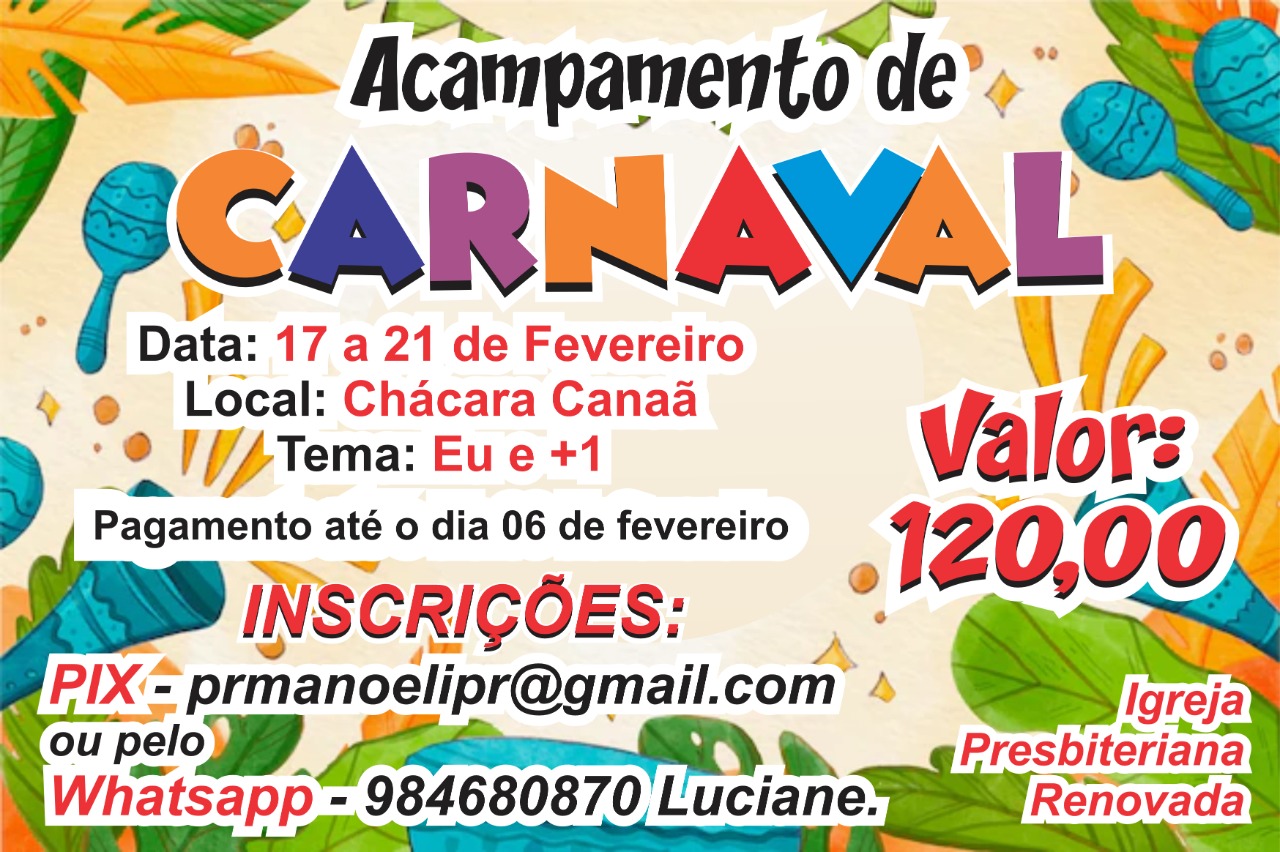 Acampamento de
CARNAVAL
Data: 17 a 21 de Fevereiro
Local: Chácara Canaã
Tema: Eu e +1
Pagamento até o dia 06 de fevereiro
Valor:
120,00
INSCRIÇÕES:
PIX - prmanoelipr@gmail.com
ou pelo
Whatsapp - 984680870 Luciane.
Igreja
Presbiteriana
Renovada